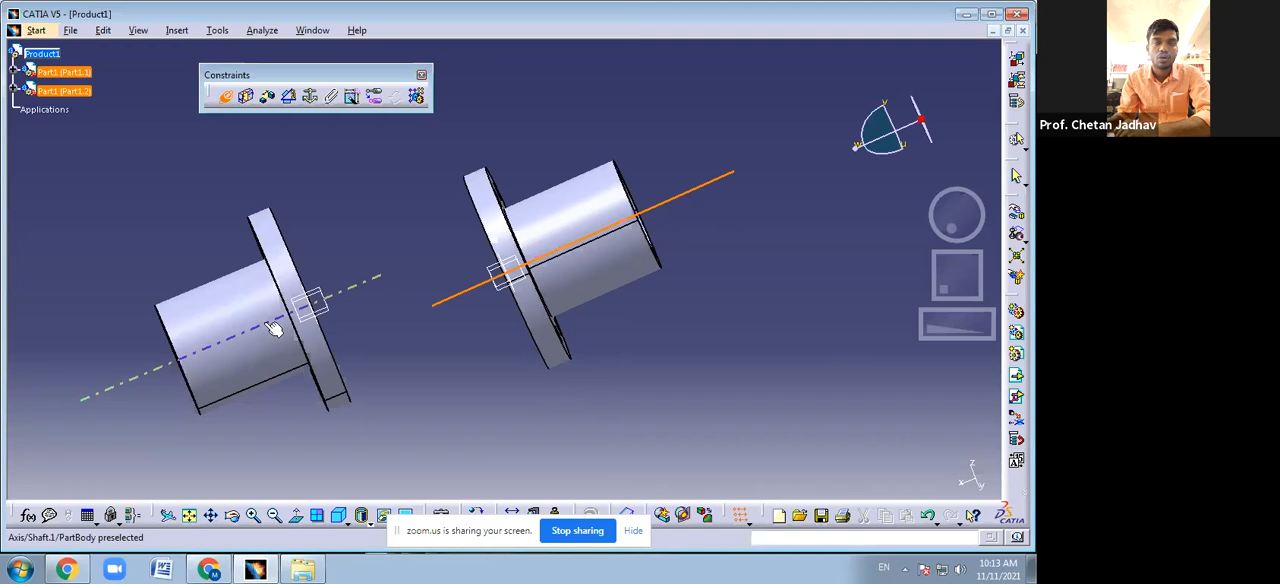 CATIA V5 - [Product1]
Start File Edit View Insert Tools Analyze Window Help
Product1
Part1 (Part1.1)
Part1 (Part1.2)
Applications
Constraints
Prof. Chetan Jadhav
zoom.us is sharing your screen. Stop sharing Hide
CATIA
Axis/Shaft.1/PartBody preselected
EN
10:13 AM
11/11/2021